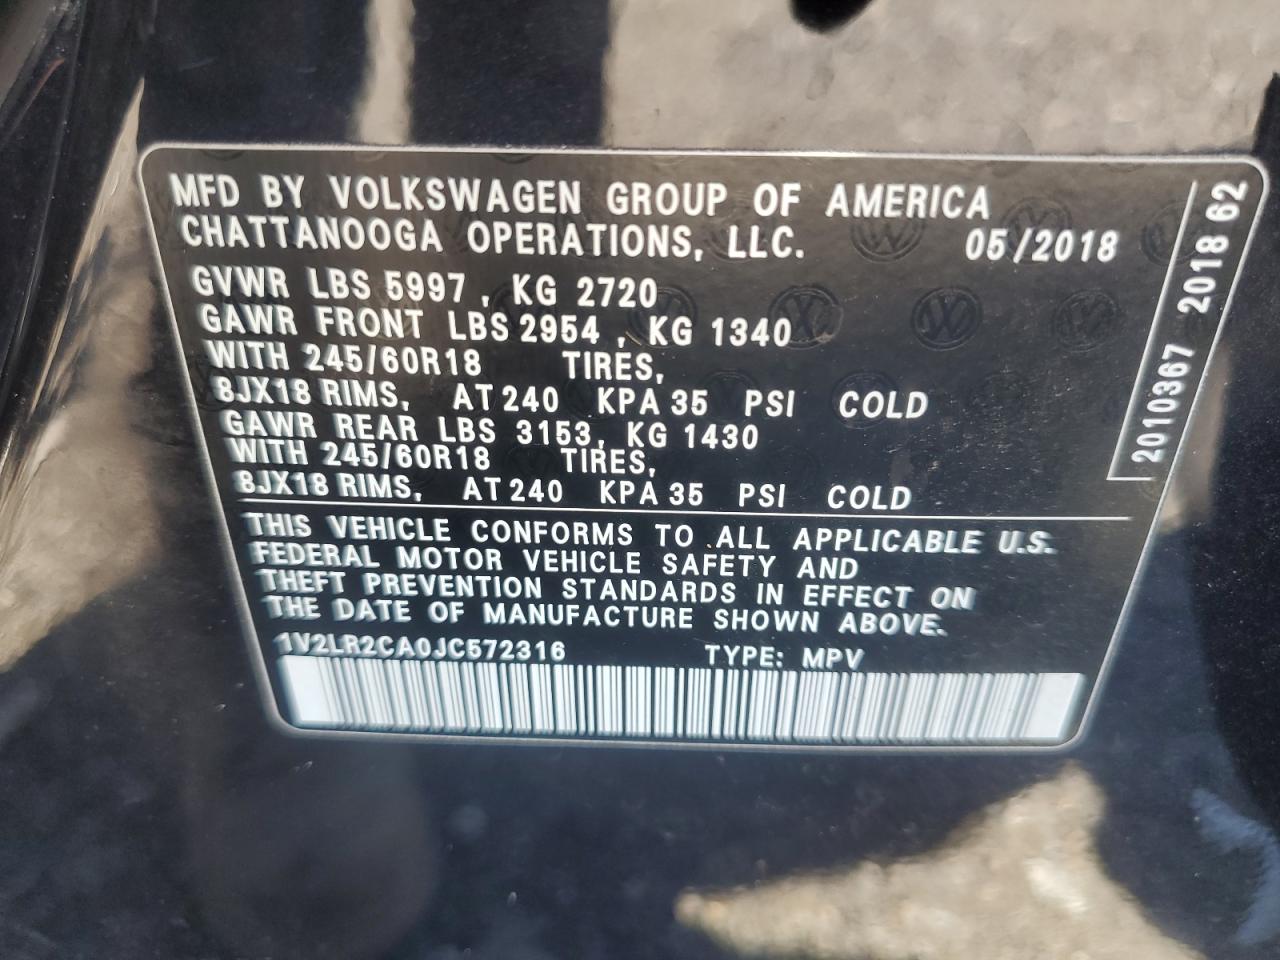 MFD BY VOLKSWAGEN GROUP OF AMERICA
CHATTANOOGA OPERATIONS, LLC. 05/2018
GVWR LBS 5997, KG 2720
GAWR FRONT LBS 2954, KG 1340
WITH 245/60R18 TIRES,
8JX18 RIMS, AT 240 KPA 35 PSI COLD
GAWR REAR LBS 3153, KG 1430
WITH 245/60R18 TIRES,
8JX18 RIMS, AT 240 KPA 35 PSI COLD
THIS VEHICLE CONFORMS TO ALL APPLICABLE U.S.
FEDERAL MOTOR VEHICLE SAFETY AND
THEFT PREVENTION STANDARDS IN EFFECT ON
THE DATE OF MANUFACTURE SHOWN ABOVE.
1V2LR2CA0JC572316 TYPE: MPV
2010367 2018 62